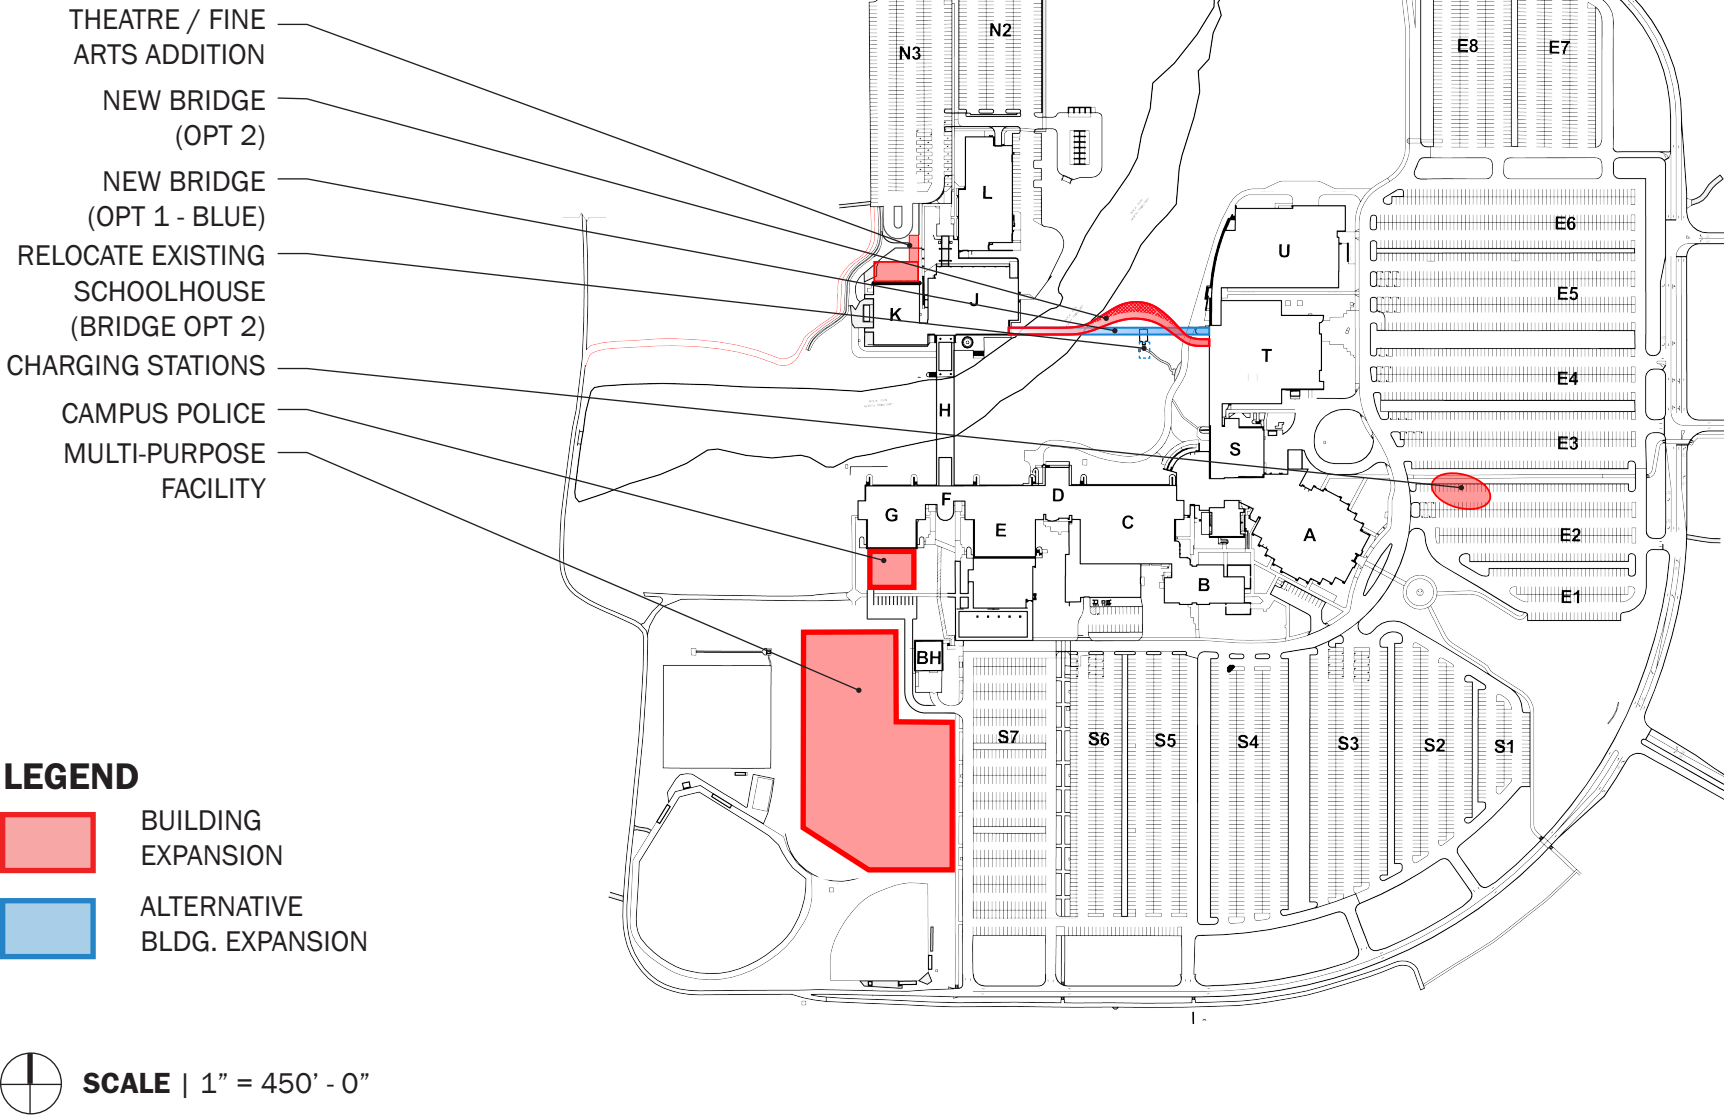 THEATRE / FINE
ARTS ADDITION
NEW BRIDGE
(OPT 2)
NEW BRIDGE
(OPT 1 - BLUE)
RELOCATE EXISTING
SCHOOLHOUSE
(BRIDGE OPT 2)
CHARGING STATIONS
CAMPUS POLICE
MULTI-PURPOSE
FACILITY
N3
N2
E8
E7
L
E6
U
E5
J
K
T
E4
H
E3
S
F
D
G
C
E
A
E2
B
E1
BH
S7
S6
S5
S4
S3
S2
S1
LEGEND
BUILDING
EXPANSION
ALTERNATIVE
BLDG. EXPANSION
SCALE | 1” = 450’ - 0”